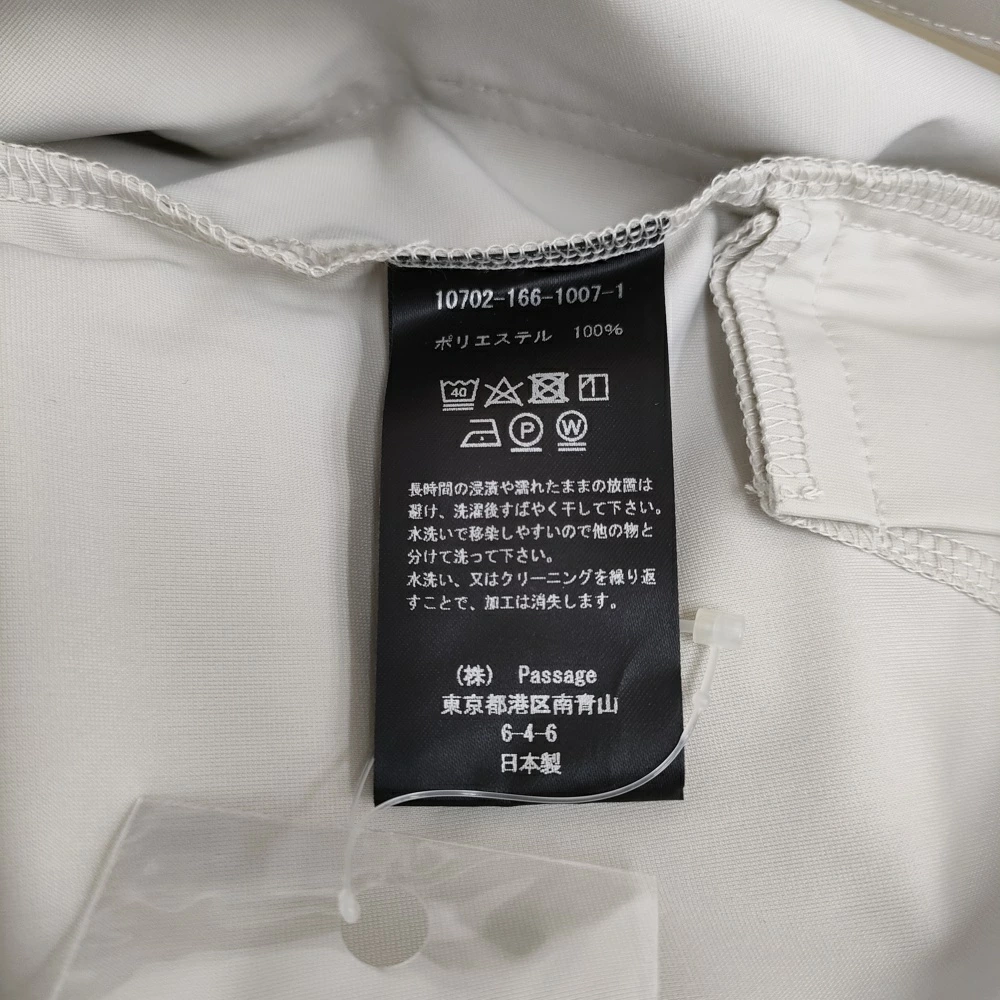 10702-166-1007-1
ポリエステル 100%
40
P W
長時間の浸漬や濡れたままの放置は
避け、洗濯後すばやく干して下さい。
水洗いで移染しやすいので他の物と
分けて洗って下さい。
水洗い、又はクリーニングを繰り返
すことで、加工は消失します。
(株) Passage
東京都港区南青山
6-4-6
日本製